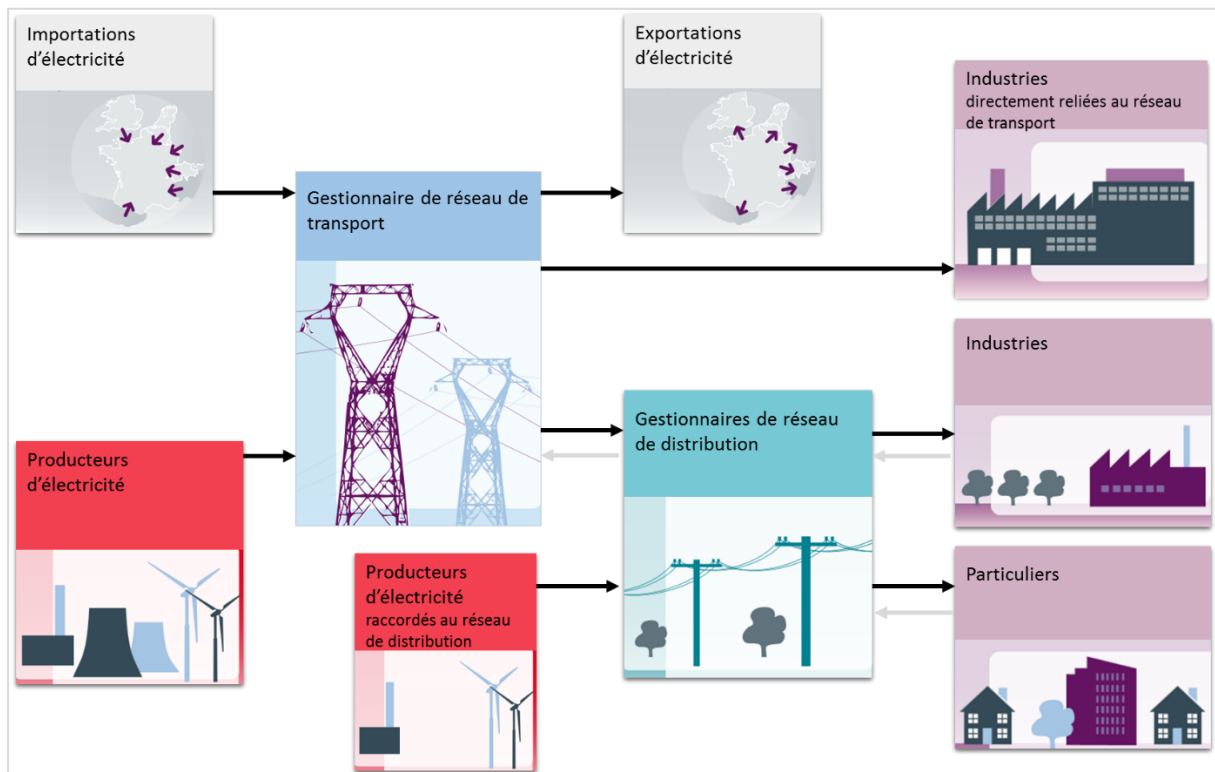 Importations
d’électricité
Exportations
d’électricité
Industries
directement reliées au réseau
de transport
Gestionnaire de réseau de
transport
Industries
Gestionnaires de réseau
de distribution
Producteurs
d’électricité
Producteurs
d’électricité
raccordés au réseau
de distribution
Particuliers